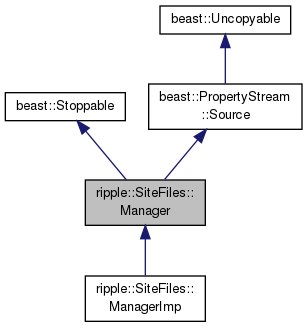 beast::Uncopyable
beast::Stoppable
beast::PropertyStream
::Source
ripple::SiteFiles::
Manager
ripple::SiteFiles::
ManagerImp